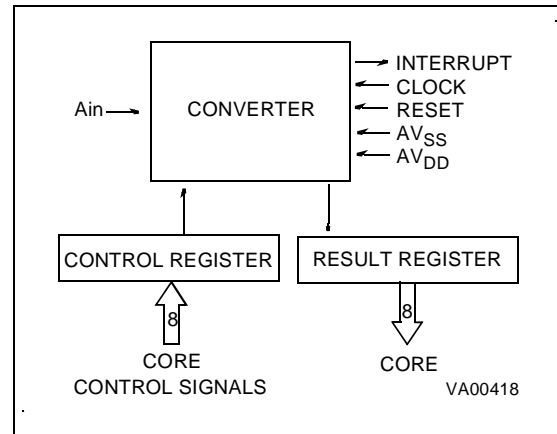 INTERRUPT
CLOCK
Ain
CONVERTER
RESET
AVSS
AVDD
CONTROL REGISTER
RESULT REGISTER
8
8
CORE
CONTROL SIGNALS
CORE
VA00418